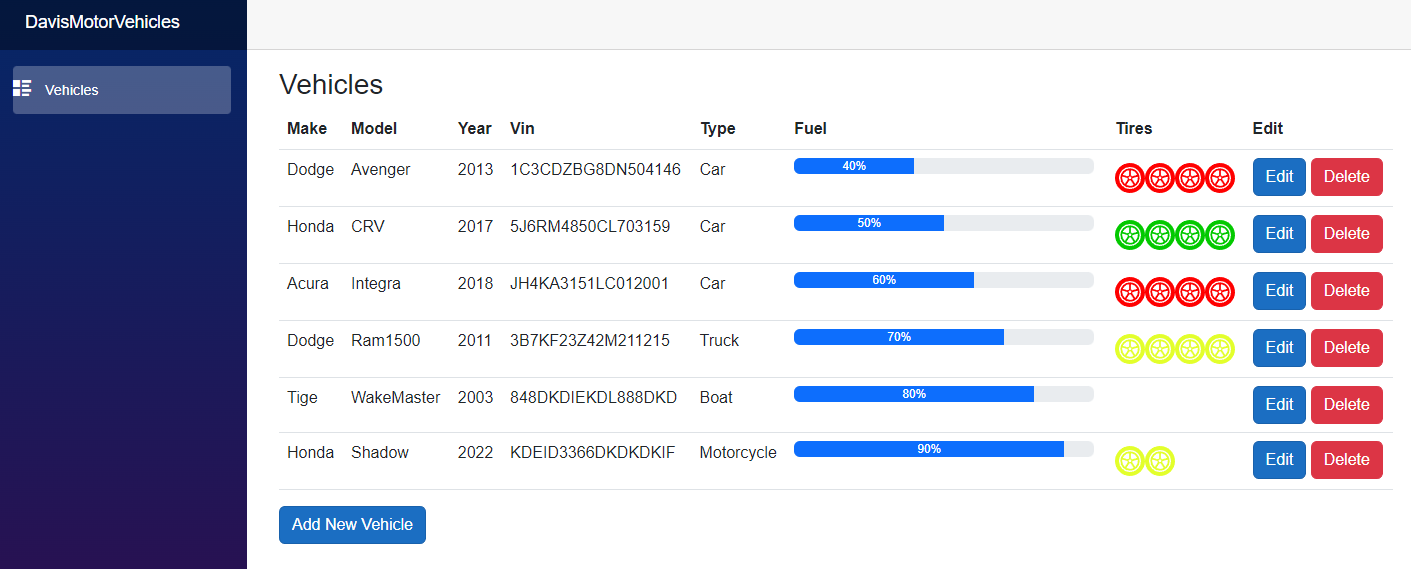 DavisMotorVehicles
Vehicles
Vehicles
Make Model Year Vin Type Fuel Tires Edit
Dodge Avenger 2013 1C3CDZBG8DN504146 Car 40% Edit Delete
Honda CRV 2017 5J6RM4850CL703159 Car 50% Edit Delete
Acura Integra 2018 JH4KA3151LC012001 Car 60% Edit Delete
Dodge Ram1500 2011 3B7KF23Z42M211215 Truck 70% Edit Delete
Tige WakeMaster 2003 848DKDIEKDL888DKD Boat 80% Edit Delete
Honda Shadow 2022 KDEID3366DKDKDKIF Motorcycle 90% Edit Delete
Add New Vehicle